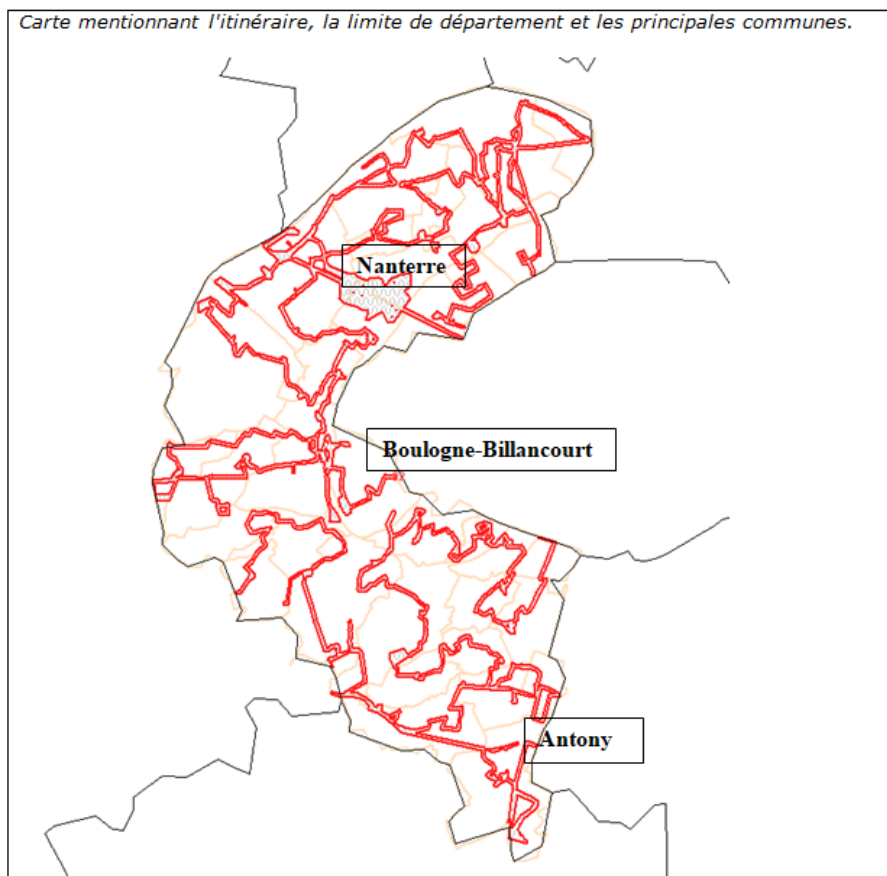 Carte mentionnant l'itinéraire, la limite de département et les principales communes.
Nanterre
Boulogne-Billancourt
Antony